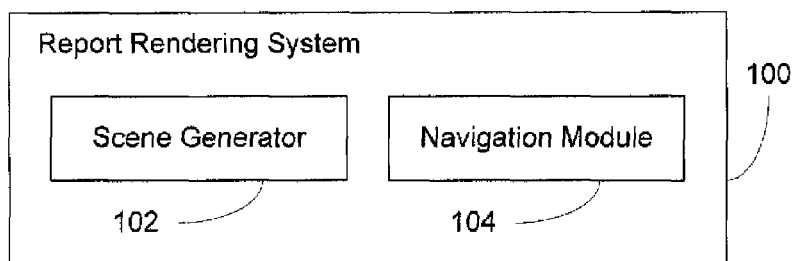 Report Rendering System
100
Scene Generator
Navigation Module
102
104